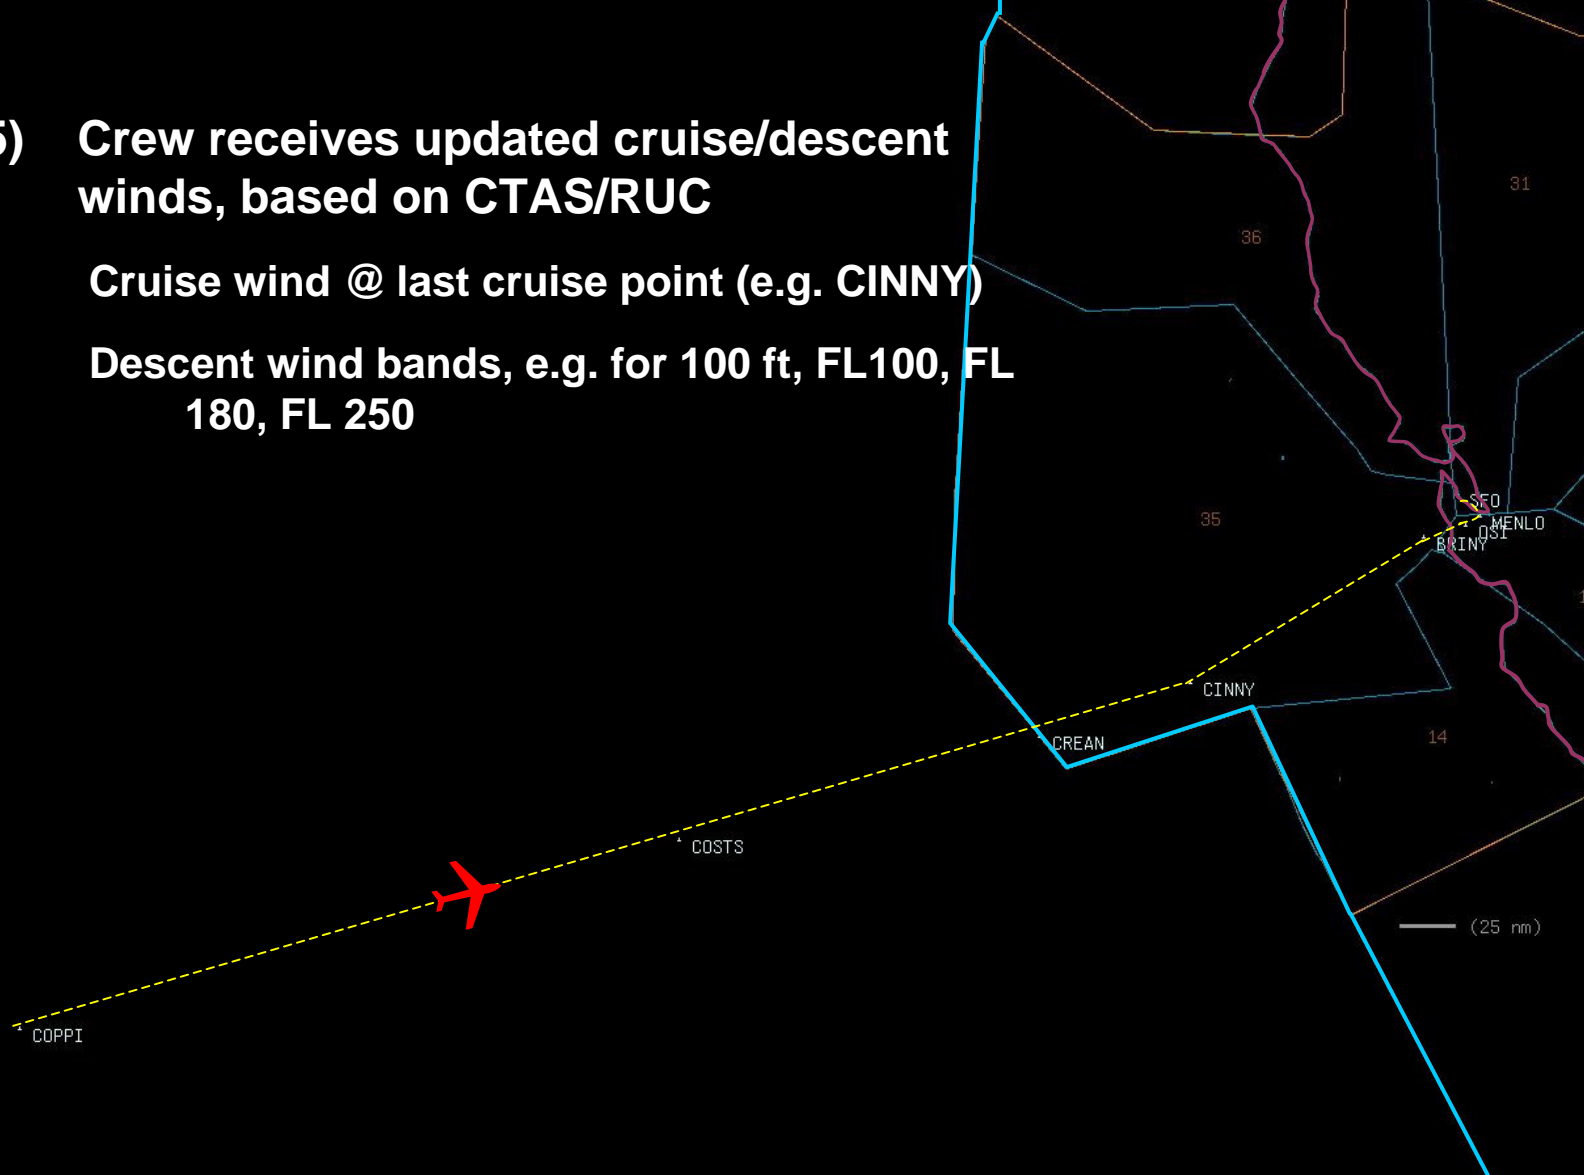 5) Crew receives updated cruise/descent
winds, based on CTAS/RUC
Cruise wind @ last cruise point (e.g. CINNY)
Descent wind bands, e.g. for 100 ft, FL100, FL
180, FL 250
31
36
35
SFO
MENLO
OSI
BRINY
CINNY
14
CREAN
COSTS
(25 nm)
COPPI